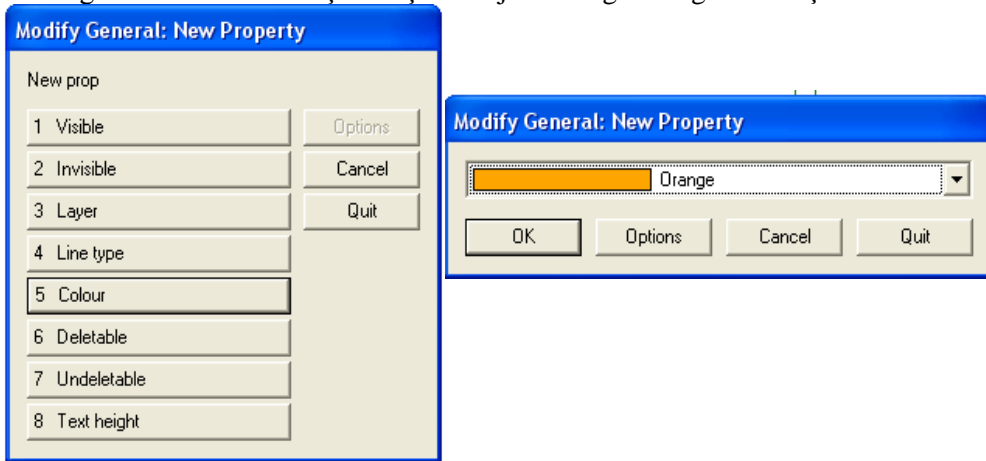 Modify General: New Property
New prop
1 Visible
Options
2 Invisible
Cancel
3 Layer
Quit
4 Line type
5 Colour
6 Deletable
7 Undeletable
8 Text height
Modify General: New Property
Orange
OK
Options
Cancel
Quit